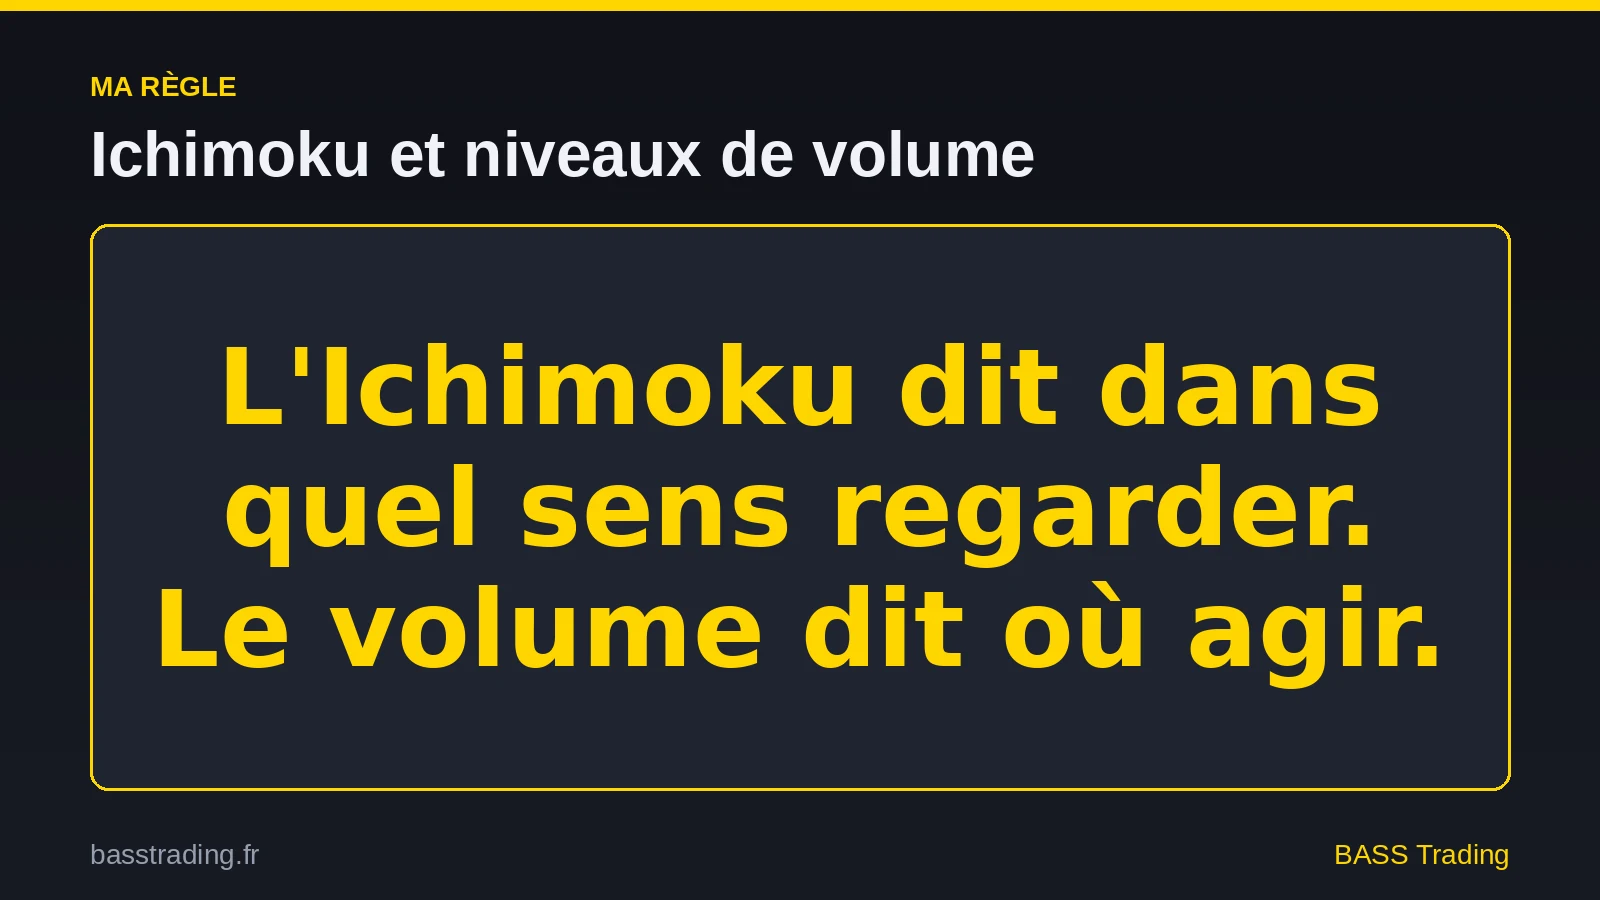 MA RÈGLE
Ichimoku et niveaux de volume
L'Ichimoku dit dans
quel sens regarder.
Le volume dit où agir.
basstrading.fr
BASS Trading